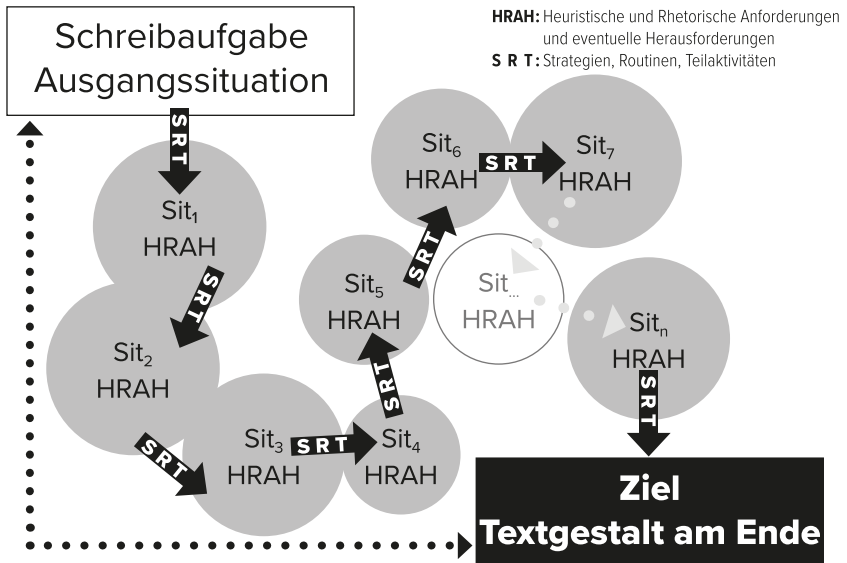 Schreibaufgabe
Ausgangssituation
HRAH: Heuristische und Rhetorische Anforderungen
und eventuelle Herausforderungen
S R T: Strategien, Routinen, Teilaktivitäten
SRT
Sit₁
HRAH
SRT
Sit₂
HRAH
SRT
Sit₃
HRAH
SRT
Sit₄
HRAH
SRT
Sit₅
HRAH
SRT
Sit₆
HRAH
SRT
Sit₇
HRAH
Sit...
HRAH
Sitₙ
HRAH
SRT
Ziel
Textgestalt am Ende